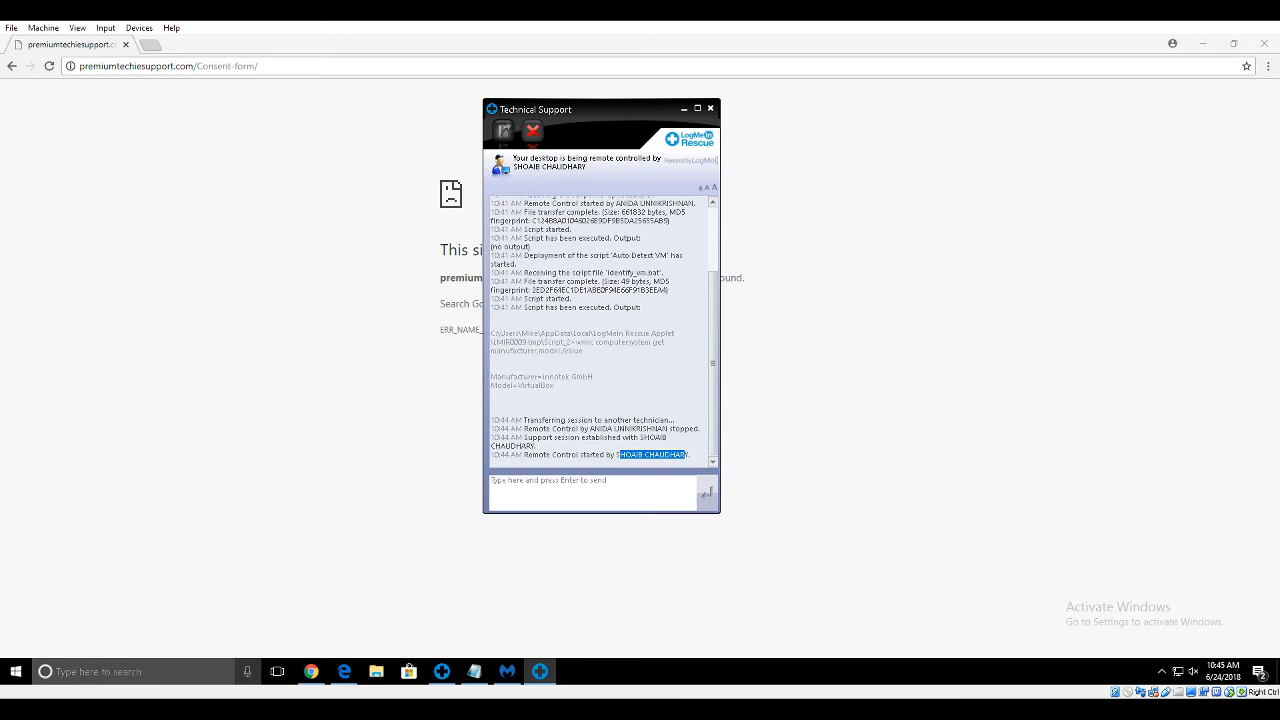 File Machine View Input Devices Help
premiumtechiesupport.c
premiumtechiesupport.com/Consent-form/
Technical Support
LogMeIn
Rescue
Your desktop is being remote controlled by
SHOAIB CHAUDHARY
Powered by LogMeIn
A A A
10:41 AM Remote Control started by ANIDA UNNIKRISHNAN.
10:41 AM File transfer complete. (Size: 661832 bytes, MD5
10:41 AM Script started.
10:41 AM Script has been executed. Output:
(no output)
10:41 AM Deployment of the script 'Auto Detect VM' has
started.
10:41 AM Receiving the script file 'identify_vm.bat'.
10:41 AM File transfer complete. (Size: 49 bytes, MD5
10:41 AM Script started.
10:41 AM Script has been executed. Output:
C:\Users\Mike\AppData\Local\LogMeIn Rescue Applet
\LMIR0009.tmp\Script_2>wmic computersystem get
manufacturer,model /value
Manufacturer=innotek GmbH
Model=VirtualBox
10:44 AM Transferring session to another technician...
10:44 AM Remote Control by ANIDA UNNIKRISHNAN stopped.
10:44 AM Support session established with SHOAIB
CHAUDHARY.
10:44 AM Remote Control started by SHOAIB CHAUDHARY.
Type here and press Enter to send
This si
premium
ound.
Search Go
ERR_NAME_
Activate Windows
Go to Settings to activate Windows.
Type here to search
10:45 AM
6/24/2018
2
Right Ctrl